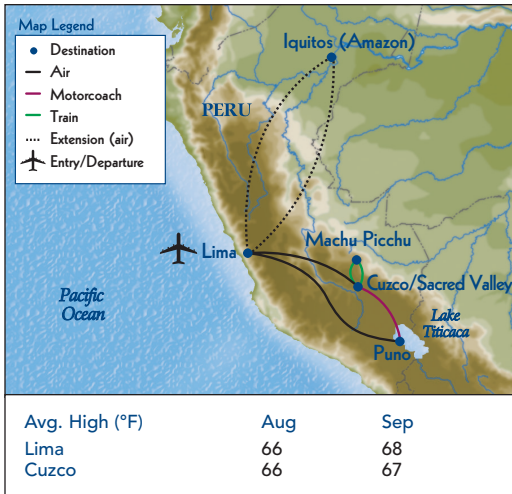 Map Legend
Destination
Air
Motorcoach
Train
Extension (air)
Entry/Departure
Iquitos (Amazon)
PERU
Lima
Machu Picchu
Cuzco/Sacred Valley
Pacific
Ocean
Lake
Titicaca
Puno
Avg. High (°F) Aug Sep
Lima 66 68
Cuzco 66 67